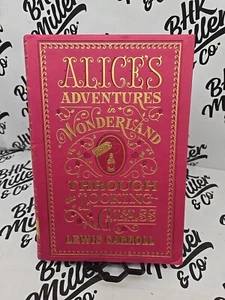 BHK
Miller
& Co.
ALICE'S
ADVENTURES
in
WONDERLAND
&
THROUGH
the
LOOKING-
GLASS
LEWIS CARROLL